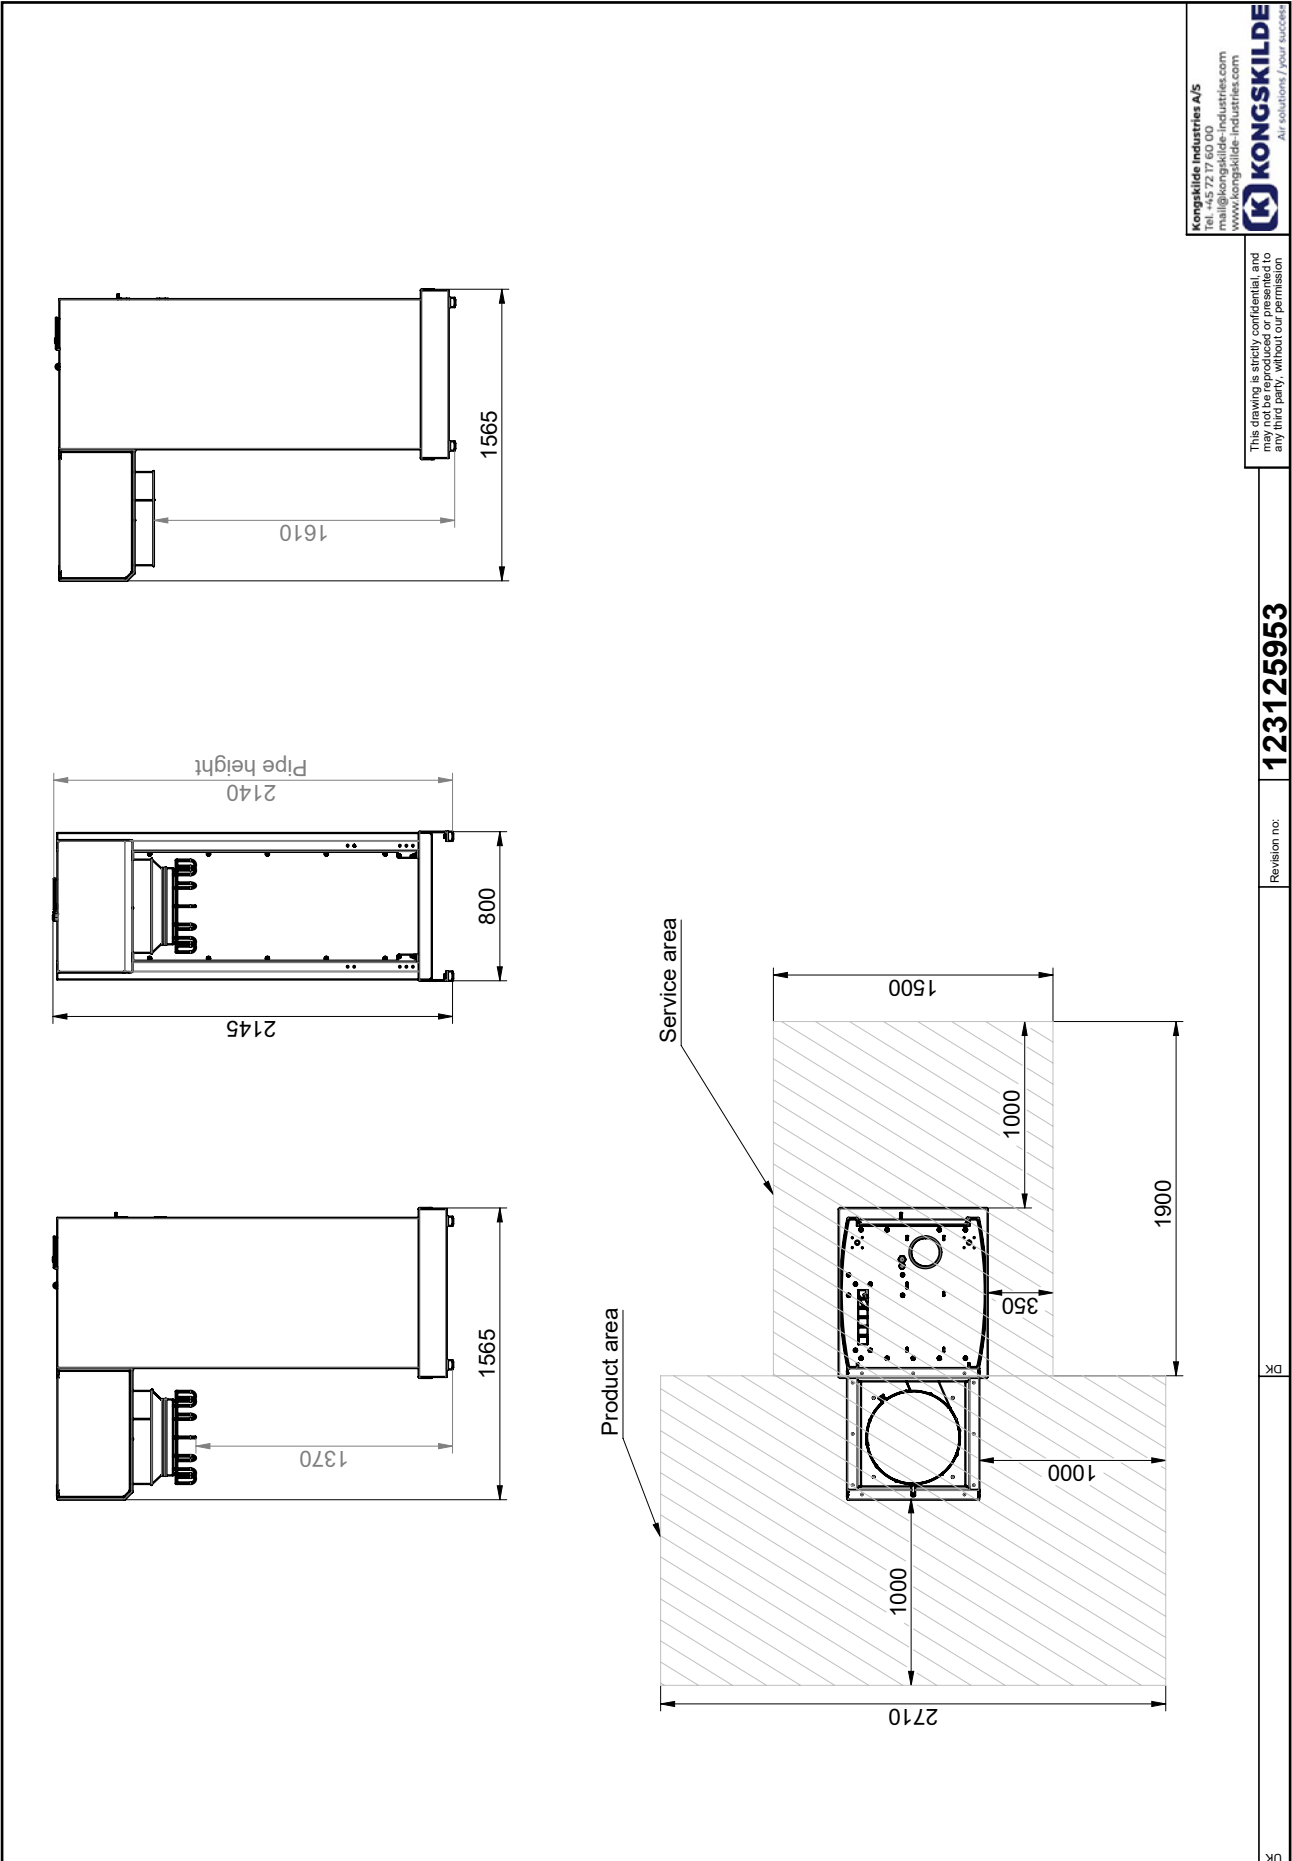 1565
1610
Pipe height
2140
800
2145
1565
1370
Service area
1500
1000
1900
350
Product area
1000
1000
2710
Kongskilde Industries A/S
Tel. +45 72 17 60 00
mail@kongskilde-industries.com
www.kongskilde-industries.com
K KONGSKILDE
Air solutions / your success
This drawing is strictly confidential, and
may not be reproduced or presented to
any third party, without our permission
123125953
Revision no:
DK
UK